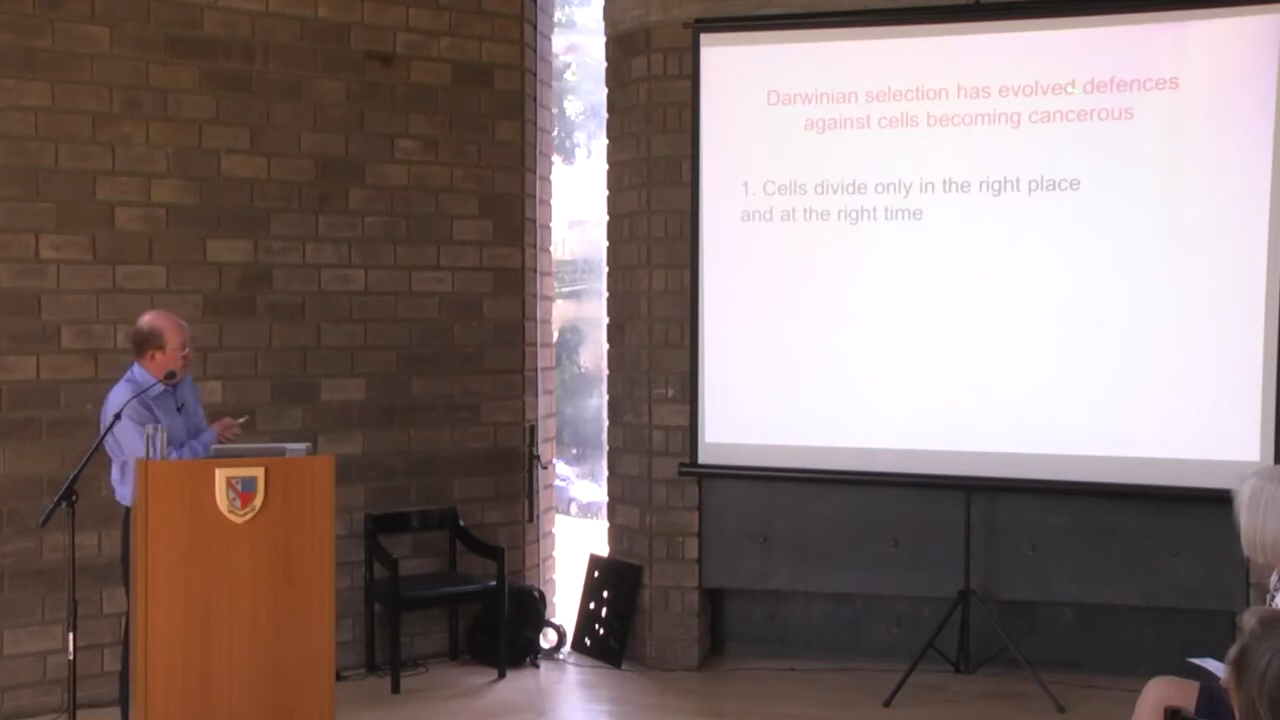 Darwinian selection has evolved defences
against cells becoming cancerous
1. Cells divide only in the right place
and at the right time